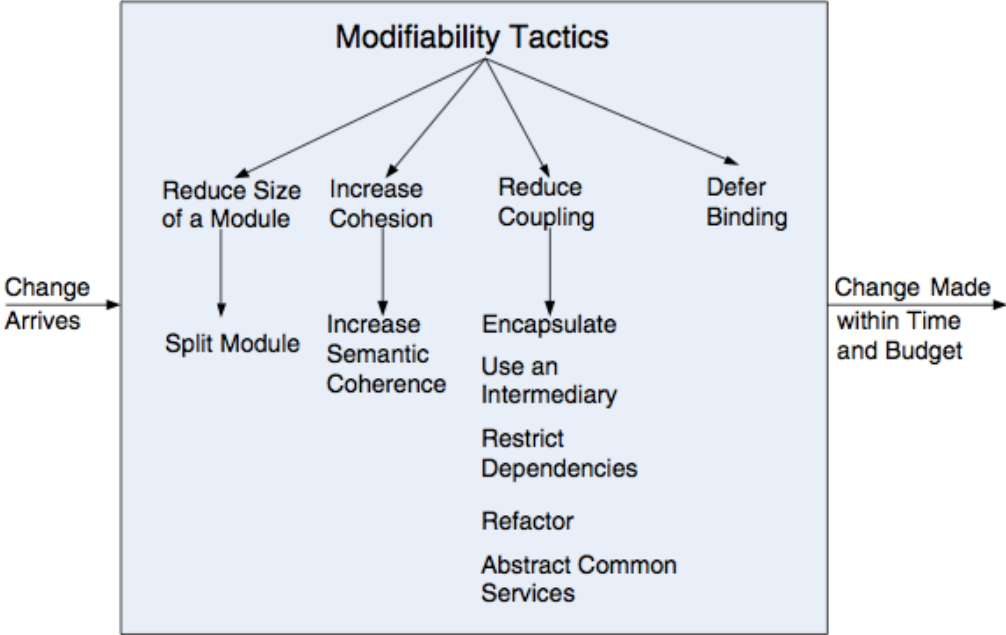 Modifiability Tactics
Reduce Size
of a Module
Increase
Cohesion
Reduce
Coupling
Defer
Binding
Change
Arrives
Split Module
Increase
Semantic
Coherence
Encapsulate
Use an
Intermediary
Restrict
Dependencies
Refactor
Abstract Common
Services
Change Made
within Time
and Budget